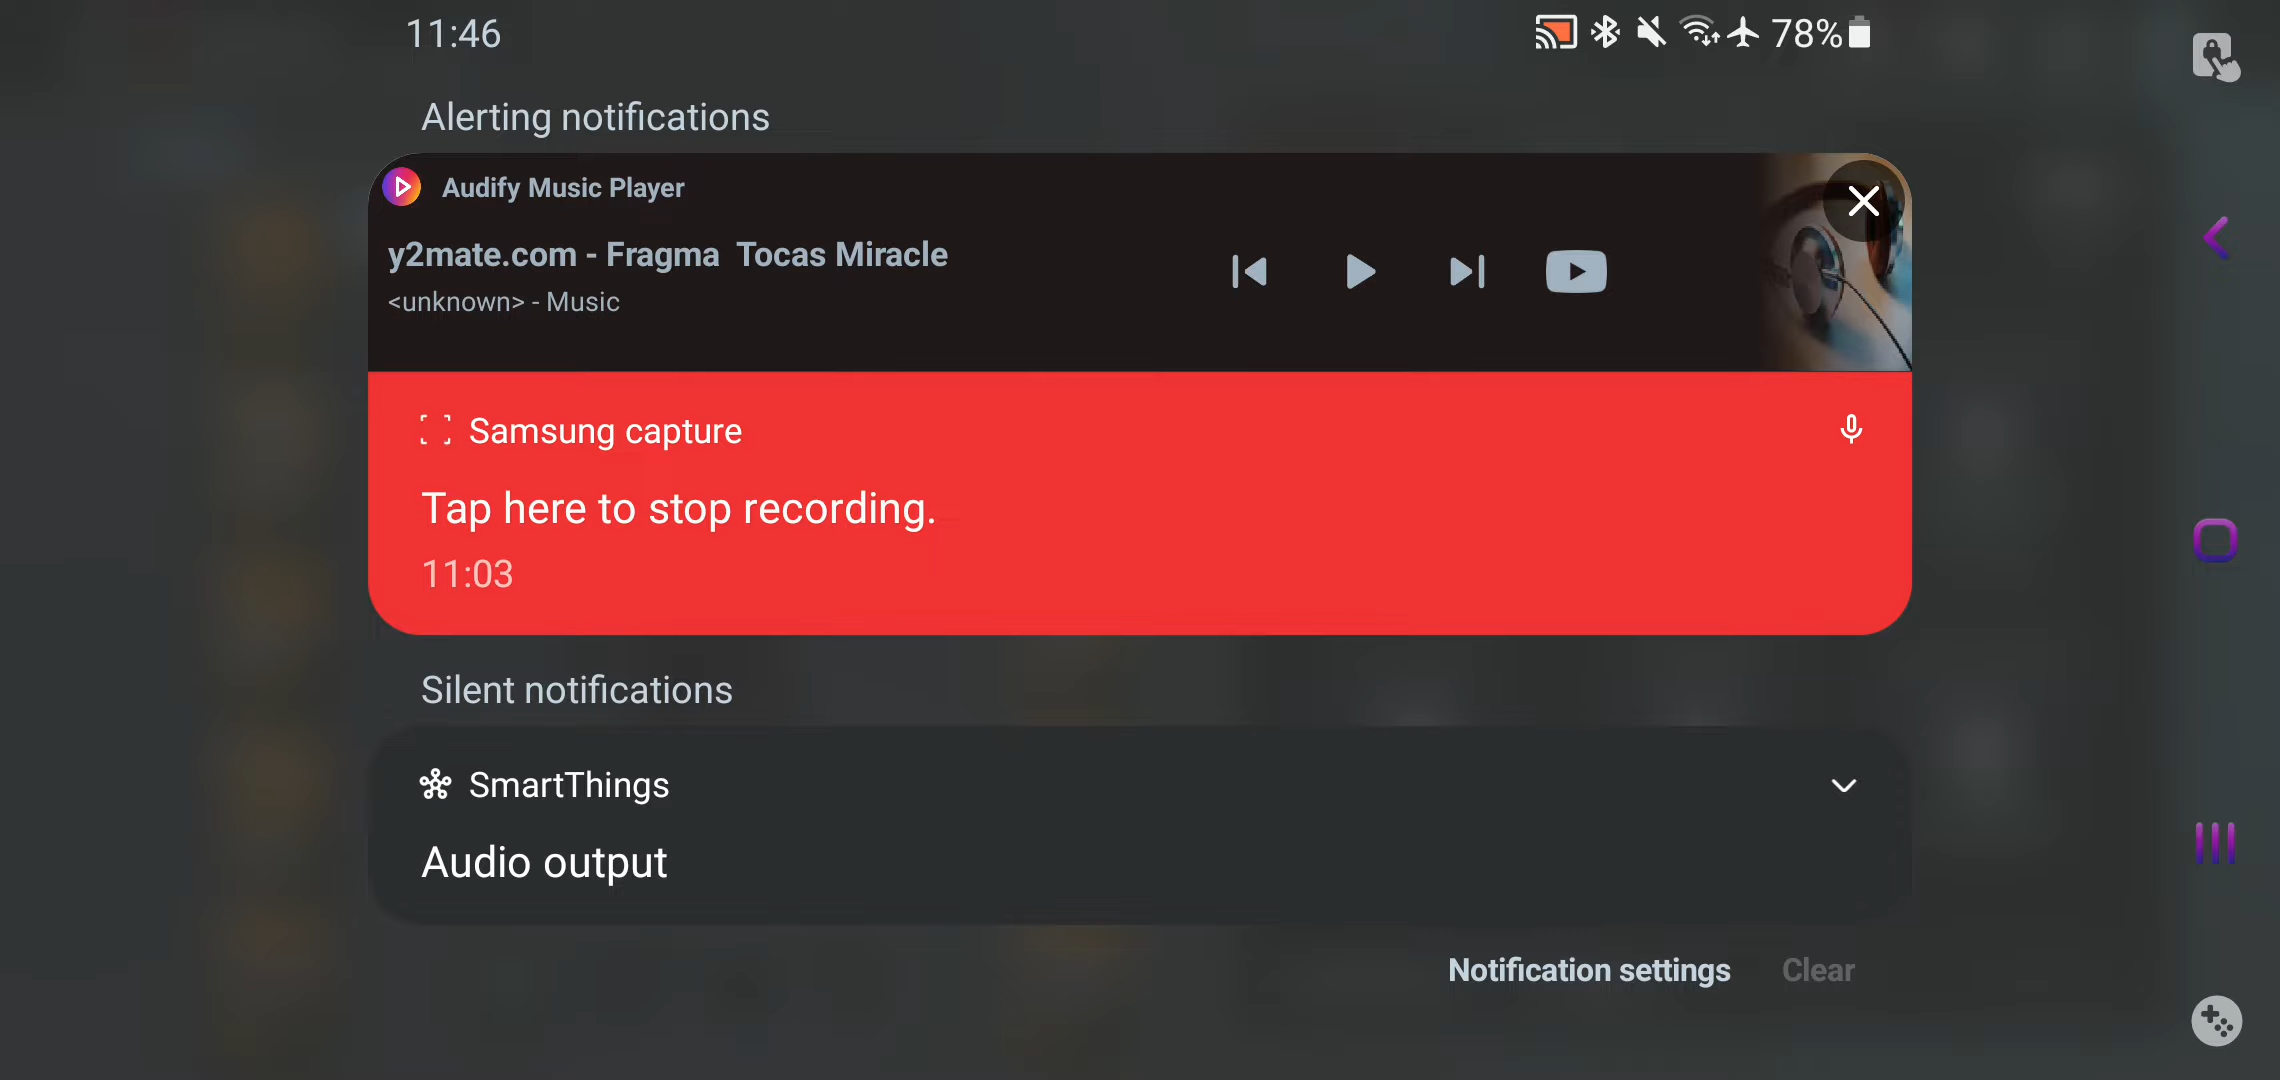 11:46
78%
Alerting notifications
Audify Music Player
y2mate.com - Fragma  Tocas Miracle
<unknown> - Music
Samsung capture
Tap here to stop recording.
11:03
Silent notifications
SmartThings
Audio output
Notification settings
Clear